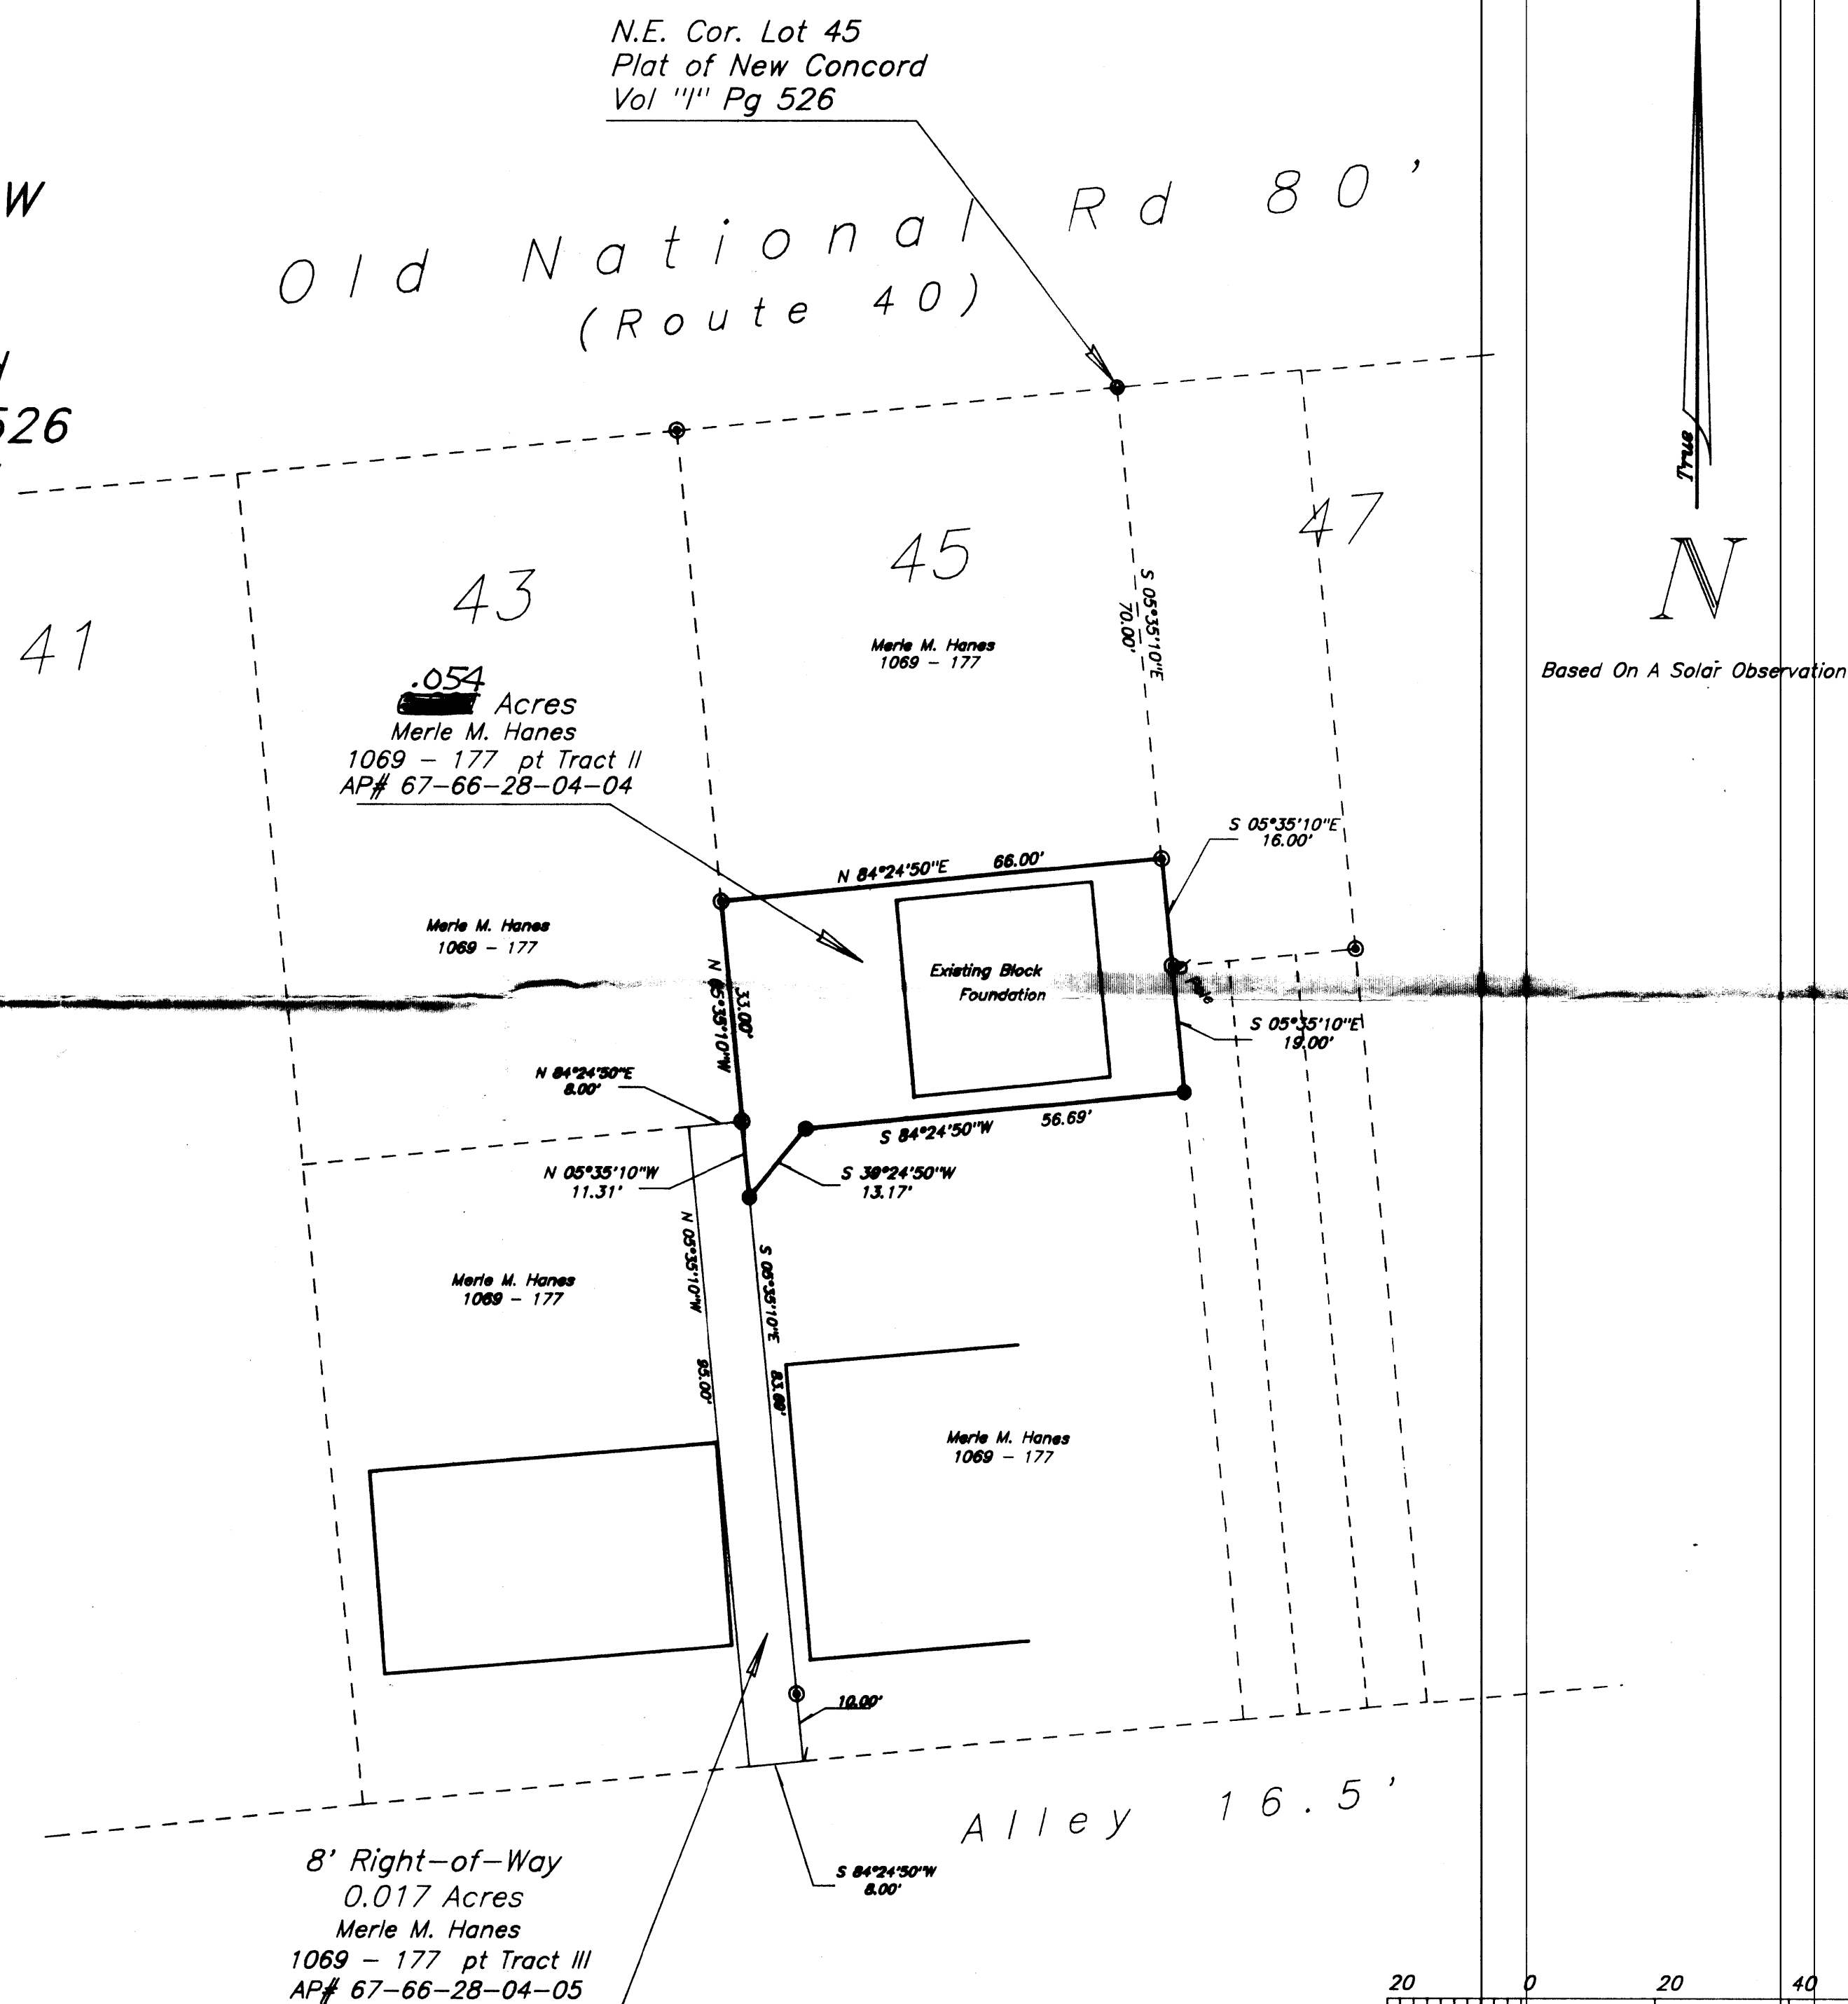 N.E. Cor. Lot 45
Plat of New Concord
Vol "I" Pg 526
W
Old National Rd 80'
(Route 40)
526
True
N
Based On A Solar Observation
41
43
45
47
S 05°35'10"E
70.00'
Merle M. Hanes
1069 - 177
.054
Acres
Merle M. Hanes
1069 - 177 pt Tract II
AP# 67-66-28-04-04
S 05°35'10"E
16.00'
N 84°24'50"E 66.00'
Merle M. Hanes
1069 - 177
Existing Block
Foundation
N 05°35'10"W
33.00'
S 05°35'10"E
19.00'
N 84°24'50"E
8.00'
S 84°24'50"W 56.69'
N 05°35'10"W
11.31'
S 39°24'50"W
13.17'
N 05°35'10"W 95.00'
S 05°35'10"E
Merle M. Hanes
1069 - 177
Merle M. Hanes
1069 - 177
10.00'
Alley 16.5'
S 84°24'50"W
8.00'
8' Right-of-Way
0.017 Acres
Merle M. Hanes
1069 - 177 pt Tract III
AP# 67-66-28-04-05
20 0 20 40